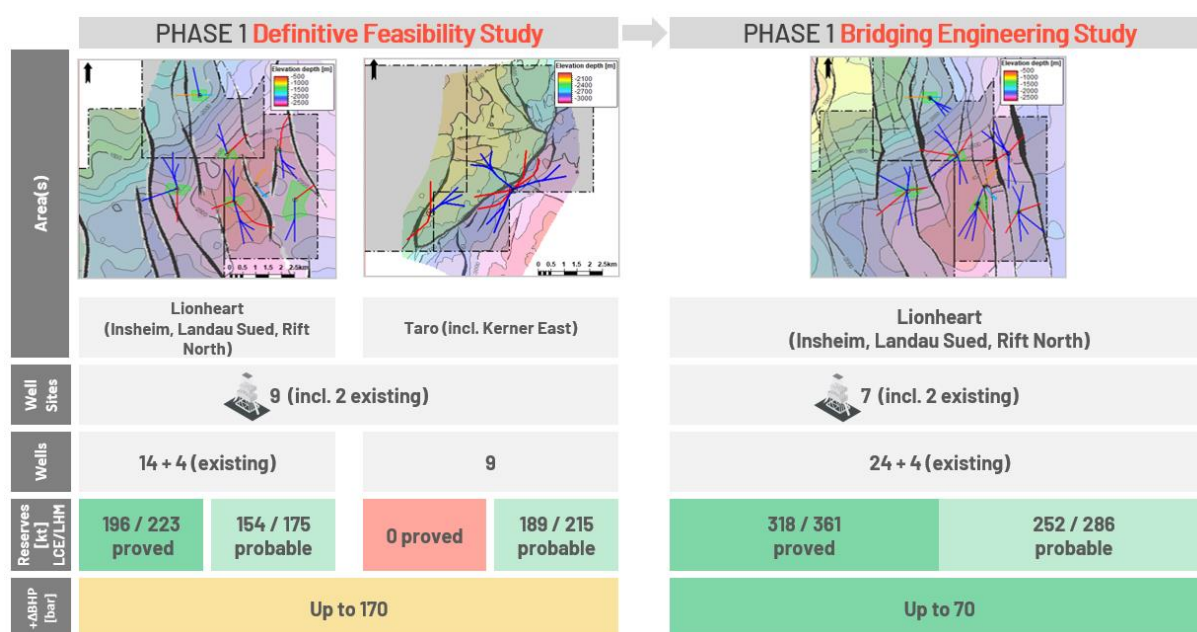 PHASE 1 Definitive Feasibility Study
PHASE 1 Bridging Engineering Study
Area(s)
Elevation depth [m]
-500
-1000
-1500
-2000
-2500
0 0.5 1 1.5 2 2.5km
Elevation depth [m]
-2100
-2400
-2700
-3000
0 0.5 1 1.5 2 2.5km
Elevation depth [m]
-500
-1000
-1500
-2000
-2500
Lionheart
(Insheim, Landau Sued, Rift
North)
Taro (incl. Kerner East)
Lionheart
(Insheim, Landau Sued, Rift North)
Well
Sites
9 (incl. 2 existing)
7 (incl. 2 existing)
Wells
14 + 4 (existing)
9
24 + 4 (existing)
Reserves
[kt]
LCE/LHM
196 / 223
proved
154 / 175
probable
0 proved
189 / 215
probable
318 / 361
proved
252 / 286
probable
+ΔBHP
[bar]
Up to 170
Up to 70